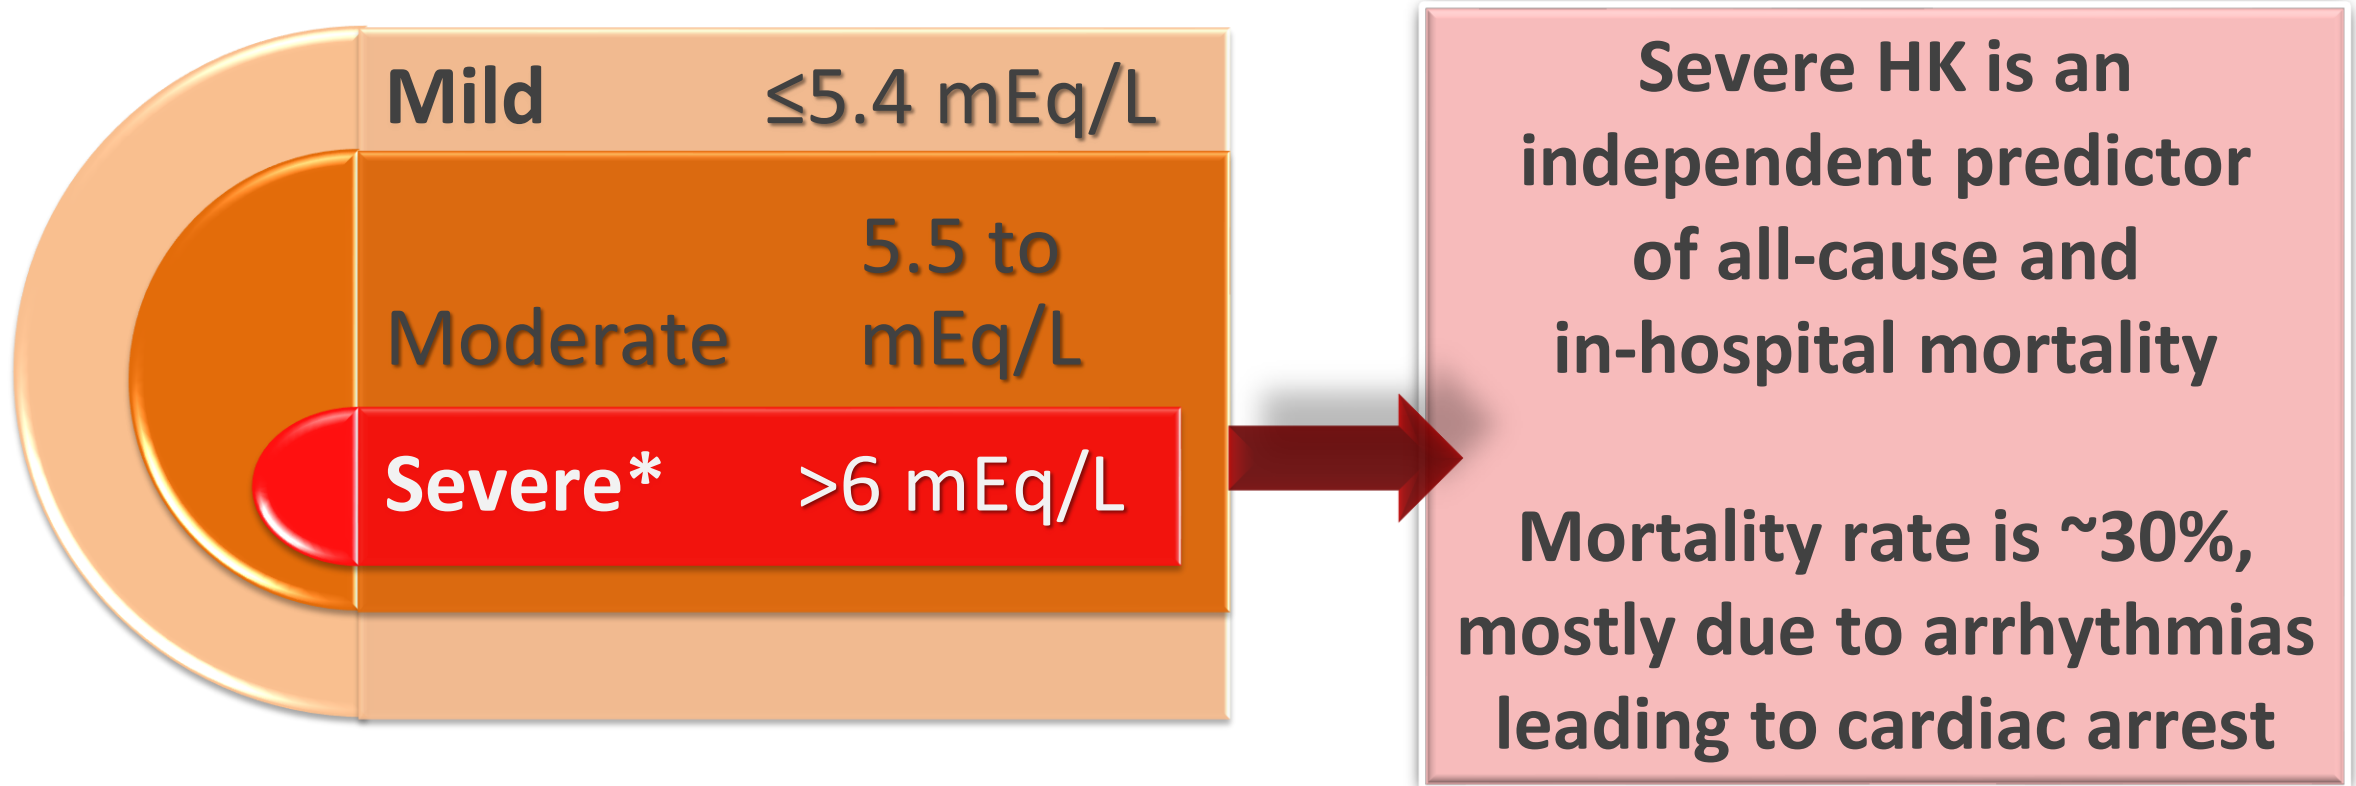 Mild ≤5.4 mEq/L
Moderate 5.5 to
mEq/L
Severe* >6 mEq/L
Severe HK is an
independent predictor
of all-cause and
in-hospital mortality
Mortality rate is ~30%,
mostly due to arrhythmias
leading to cardiac arrest